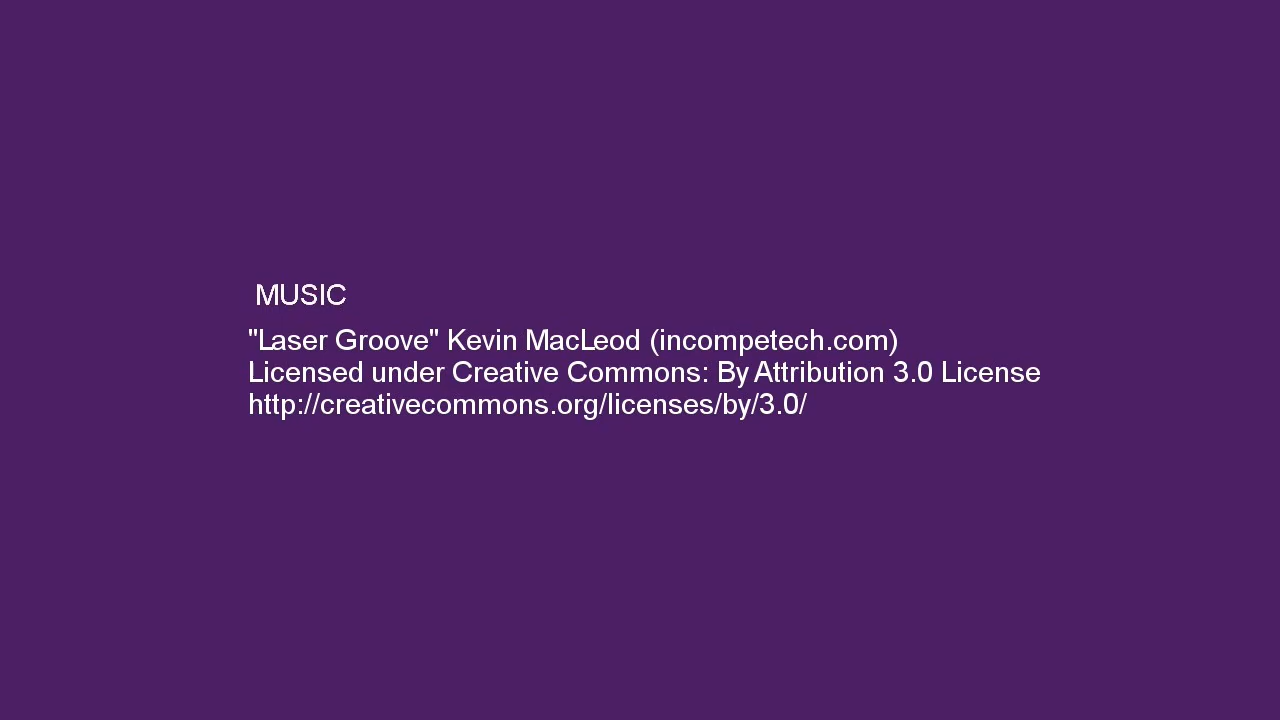 MUSIC
"Laser Groove" Kevin MacLeod (incompetech.com)
Licensed under Creative Commons: By Attribution 3.0 License
http://creativecommons.org/licenses/by/3.0/